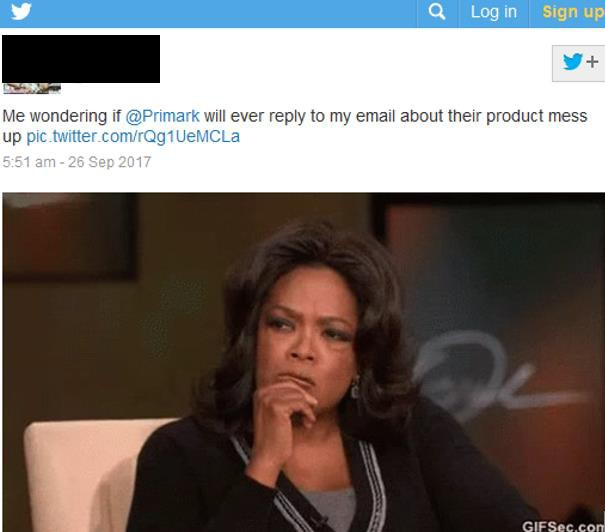 Log in Sign up
+
Me wondering if @Primark will ever reply to my email about their product mess
up pic.twitter.com/rQg1UeMCLa
5:51 am - 26 Sep 2017
GIFSec.com